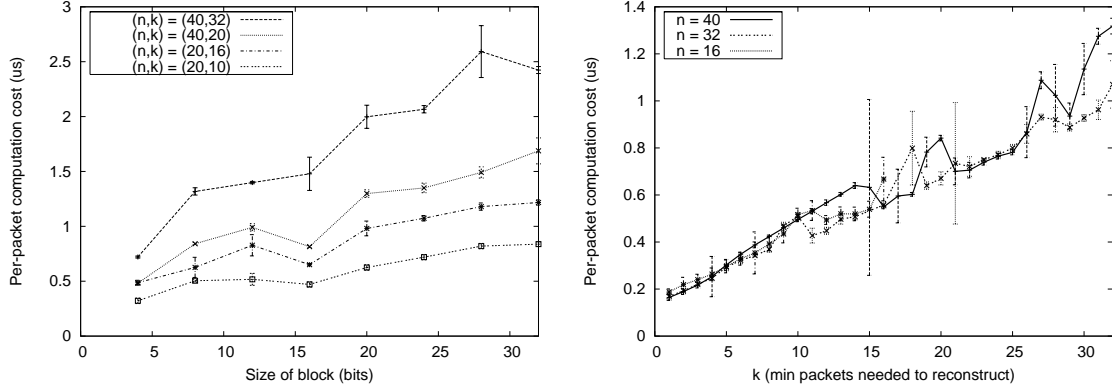 3
2.5
2
1.5
1
0.5
0
0 5 10 15 20 25 30
Per-packet computation cost (us)
Size of block (bits)
(n,k) = (40,32)
(n,k) = (40,20)
(n,k) = (20,16)
(n,k) = (20,10)
1.4
1.2
1
0.8
0.6
0.4
0.2
0
0 5 10 15 20 25 30
Per-packet computation cost (us)
k (min packets needed to reconstruct)
n = 40
n = 32
n = 16